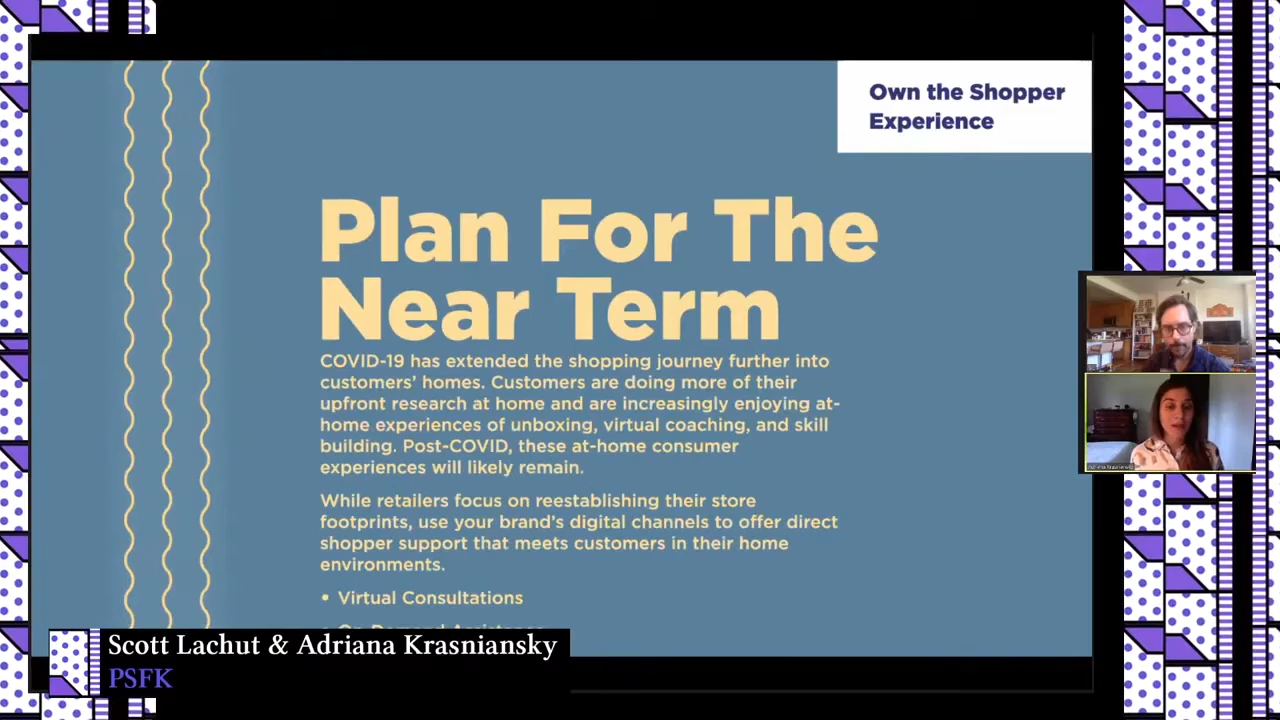 Own the Shopper
Experience
Plan For The
Near Term
COVID-19 has extended the shopping journey further into
customers' homes. Customers are doing more of their
upfront research at home and are increasingly enjoying at-
home experiences of unboxing, virtual coaching, and skill
building. Post-COVID, these at-home consumer
experiences will likely remain.
While retailers focus on reestablishing their store
footprints, use your brand's digital channels to offer direct
shopper support that meets customers in their home
environments.
• Virtual Consultations
Scott Lachut & Adriana Krasniansky
PSFK